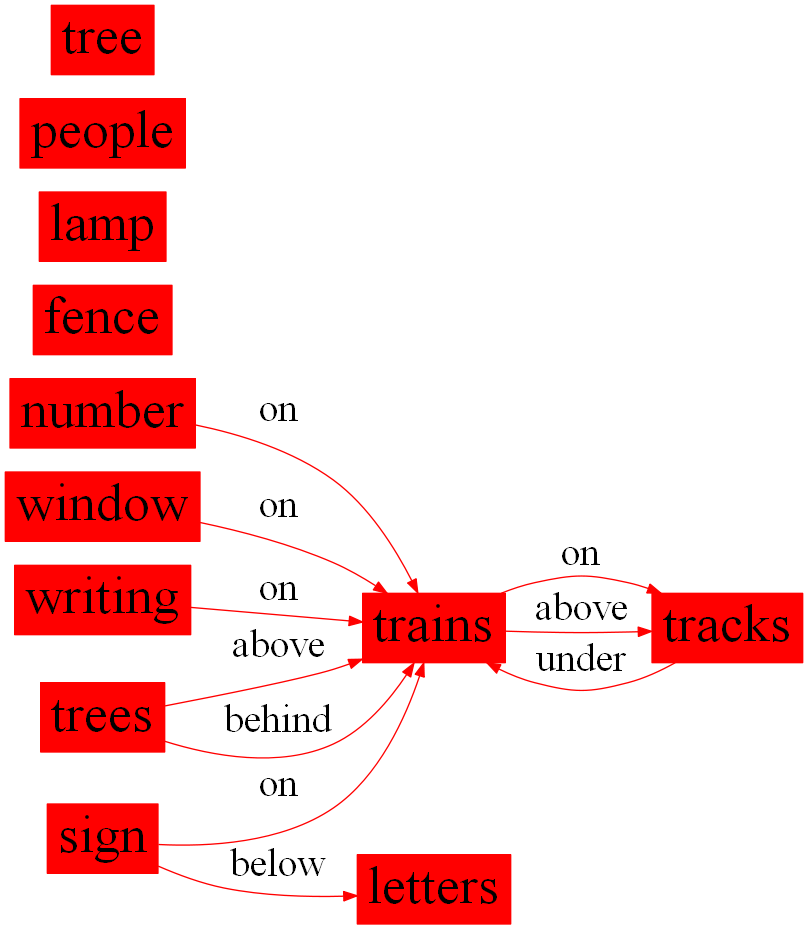 tree
people
lamp
fence
number
on
window
on
writing
on
trains
on
above
under
tracks
trees
above
behind
sign
on
below
letters